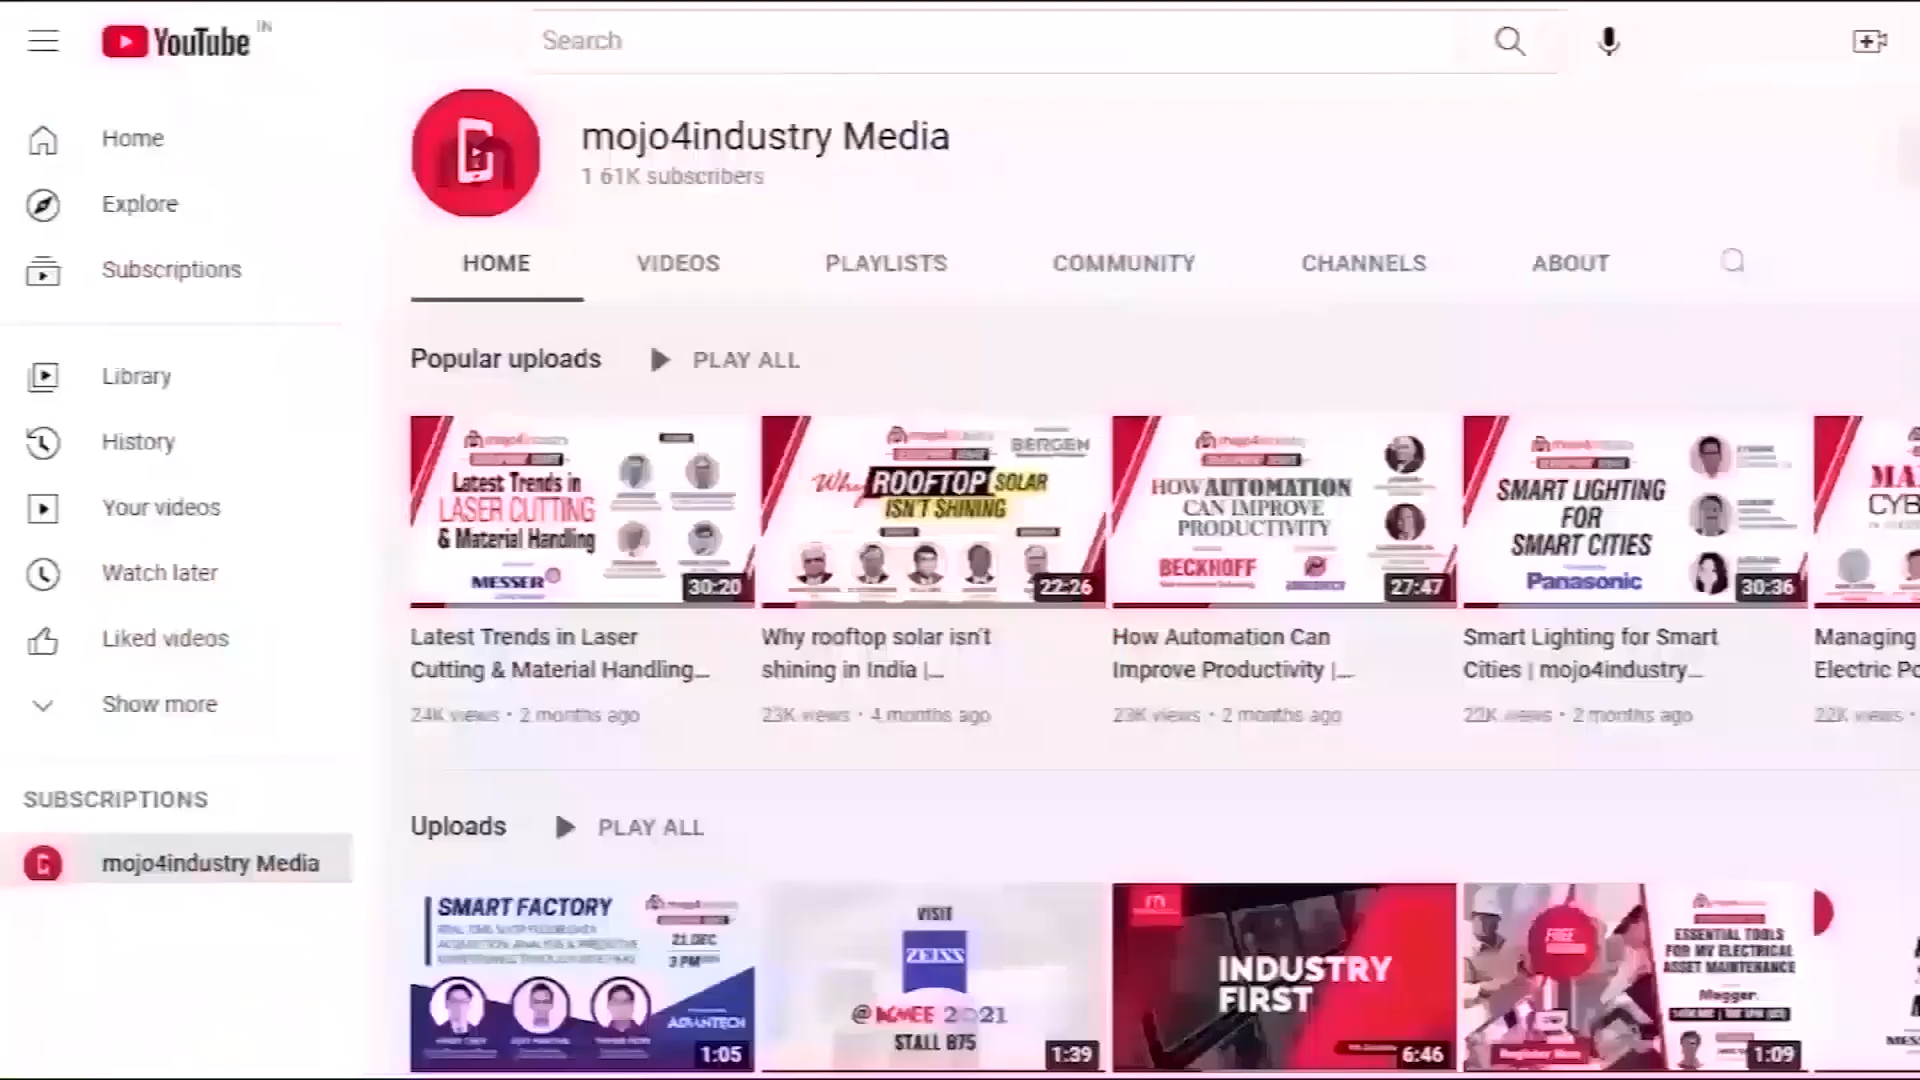 YouTube IN
Search
Home
Explore
Subscriptions
Library
History
Your videos
Watch later
Liked videos
Show more
SUBSCRIPTIONS
mojo4industry Media
mojo4industry Media
1 61K subscribers
HOME VIDEOS PLAYLISTS COMMUNITY CHANNELS ABOUT
Popular uploads PLAY ALL
mojo4industry
Latest Trends in
LASER CUTTING
& Material Handling
MESSER
30:20
BERGEN
Why ROOFTOP SOLAR
ISN'T SHINING
22:26
HOW AUTOMATION
CAN IMPROVE
PRODUCTIVITY
BECKHOFF
27:47
SMART LIGHTING
FOR
SMART CITIES
Panasonic
30:36
Latest Trends in Laser
Cutting & Material Handling...
24K views • 2 months ago
Why rooftop solar isn't
shining in India |...
23K views • 4 months ago
How Automation Can
Improve Productivity |...
23K views • 2 months ago
Smart Lighting for Smart
Cities | mojo4industry...
22K views • 2 months ago
Managing
Electric
22K views •
Uploads PLAY ALL
SMART FACTORY
21 DEC
3 PM
ADVANTECH
1:05
VISIT
ZEISS
@ 2021
STALL B75
1:39
INDUSTRY
FIRST
6:46
FREE
ESSENTIAL TOOLS
FOR MV ELECTRICAL
ASSET MAINTENANCE
Megger.
Register Now
1:09